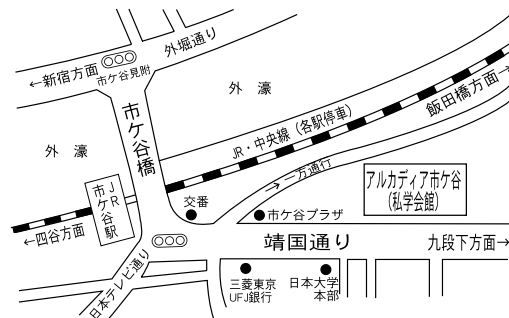 外堀通り
←新宿方面
市ケ谷見附
市ケ谷橋
外 濠
外 濠
飯田橋方面→
JR・中央線(各駅停車)
→一方通行
アルカディア市ケ谷
(私学会館)
JR
市ケ谷駅
交番
市ケ谷プラザ
←四谷方面
靖国通り
九段下方面→
日本テレビ通り
三菱東京
UFJ銀行
日本大学
本部